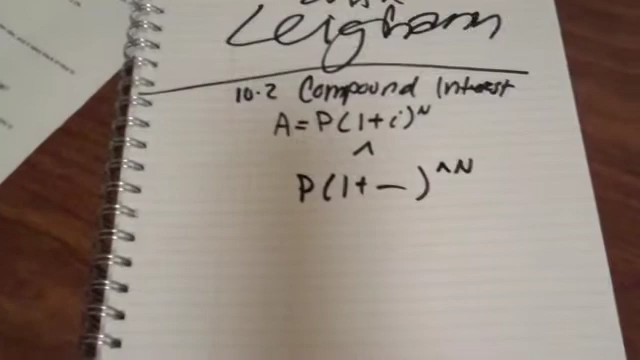 Leigham
10.2 Compound Interest
A = P(1+i)^N
^
P(1+ — )^^N